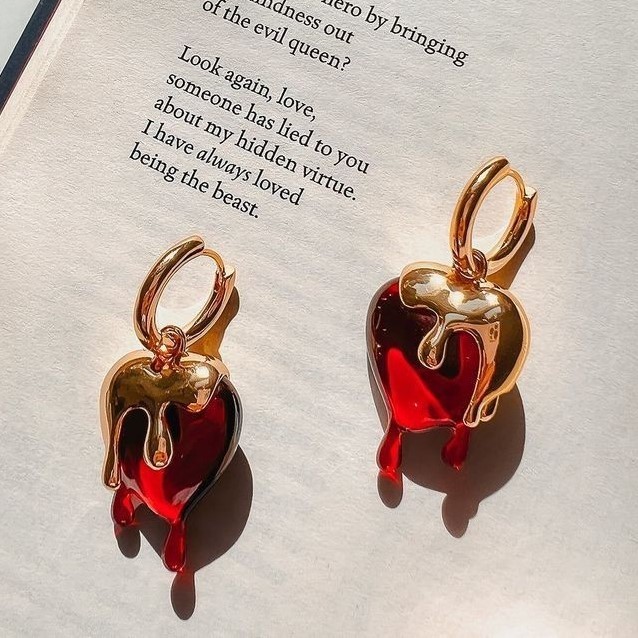 hero by bringing
kindness out
of the evil queen?
Look again, love,
someone has lied to you
about my hidden virtue.
I have always loved
being the beast.